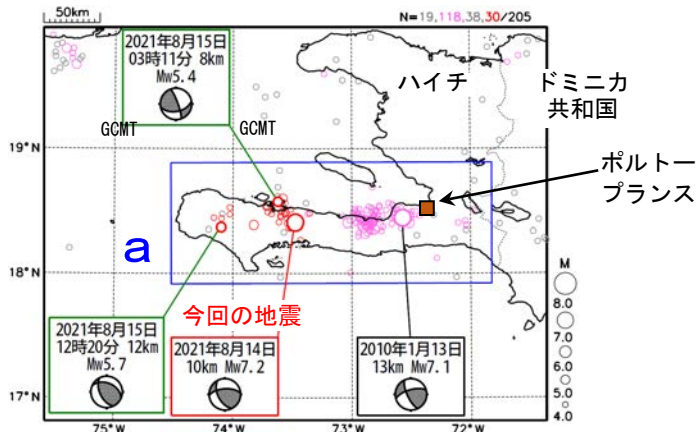 50km
N=19,118,38,30/205
2021年8月15日
03時11分 8km
Mw5.4
GCMT
GCMT
ハイチ
ドミニカ
共和国
19°N
ポルトー
プランス
a
18°N
今回の地震
M
8.0
7.0
6.0
5.0
4.0
2021年8月15日
12時20分 12km
Mw5.7
2021年8月14日
10km Mw7.2
2010年1月13日
13km Mw7.1
17°N
75°W
74°W
73°W
72°W